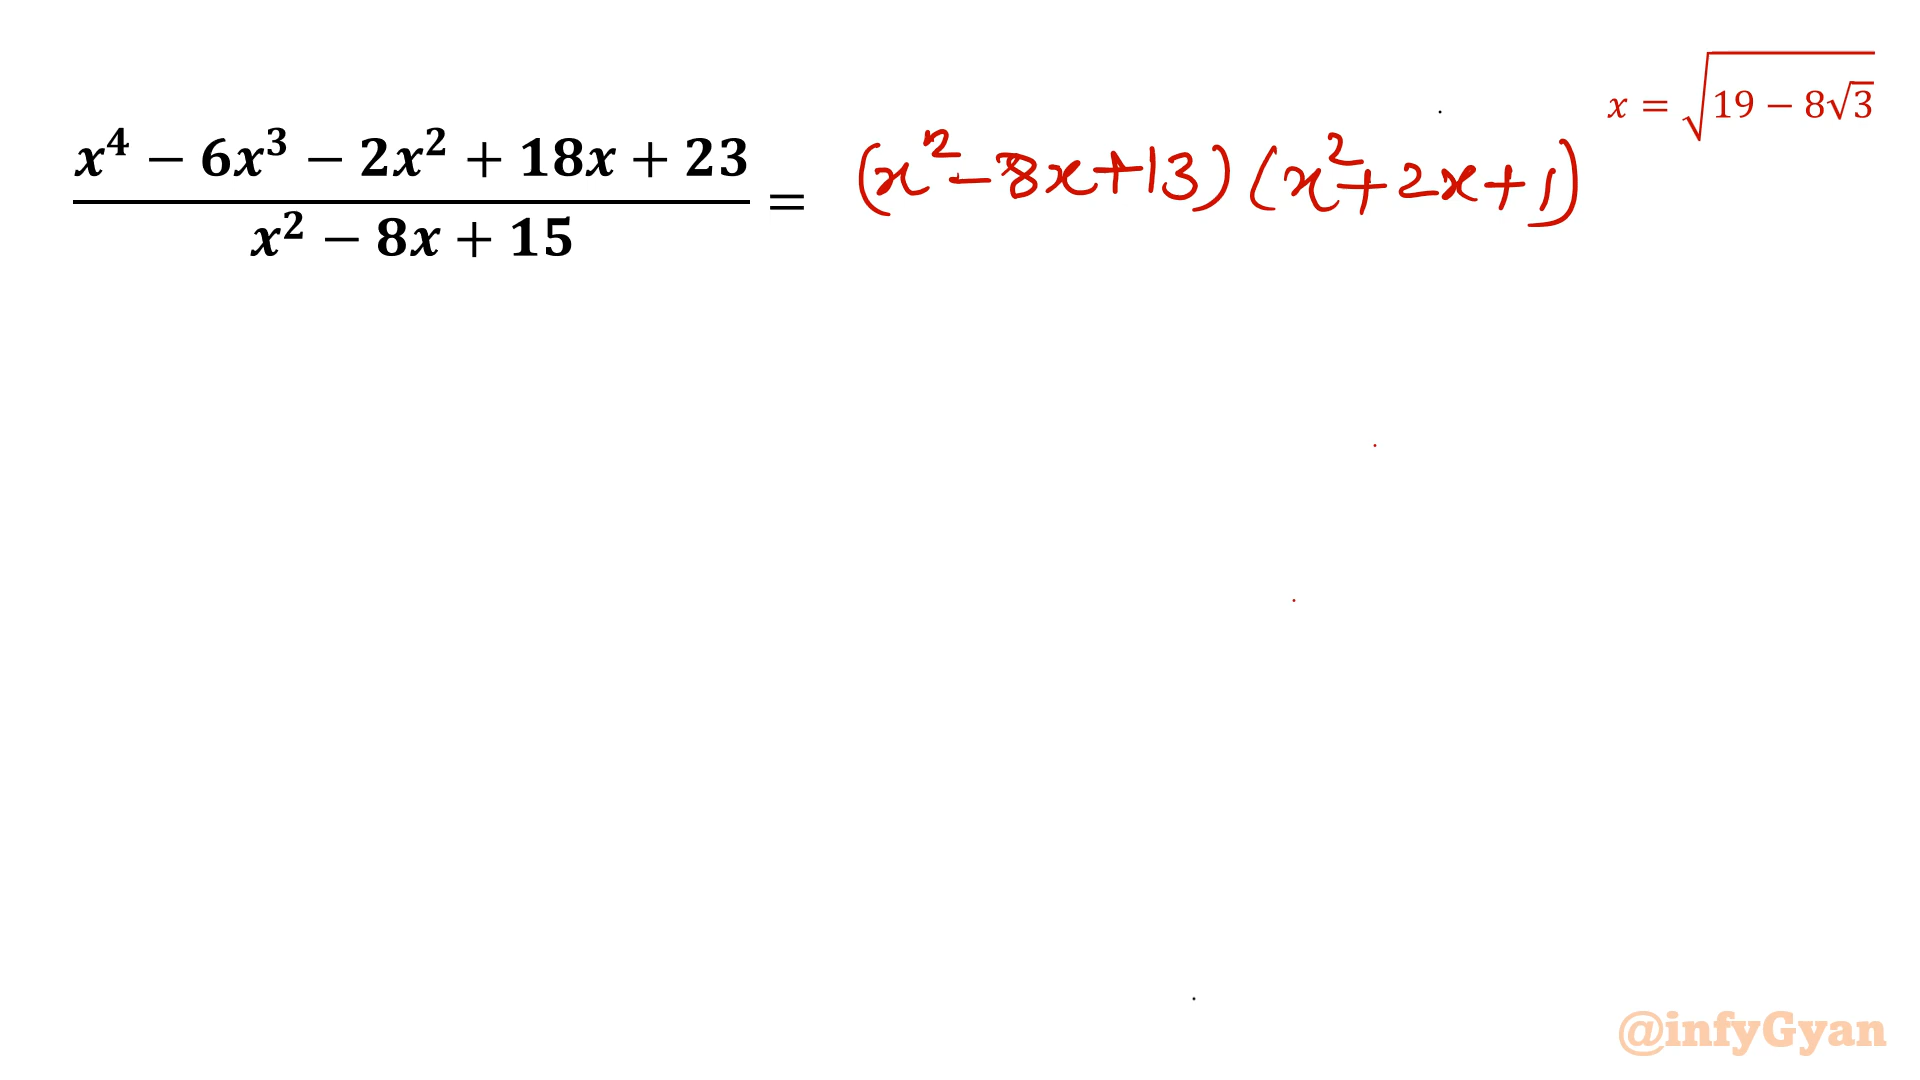 x = √(19 − 8√3)
x⁴ − 6x³ − 2x² + 18x + 23 / x² − 8x + 15 = (x² − 8x + 13) (x² + 2x + 1)
@infyGyan